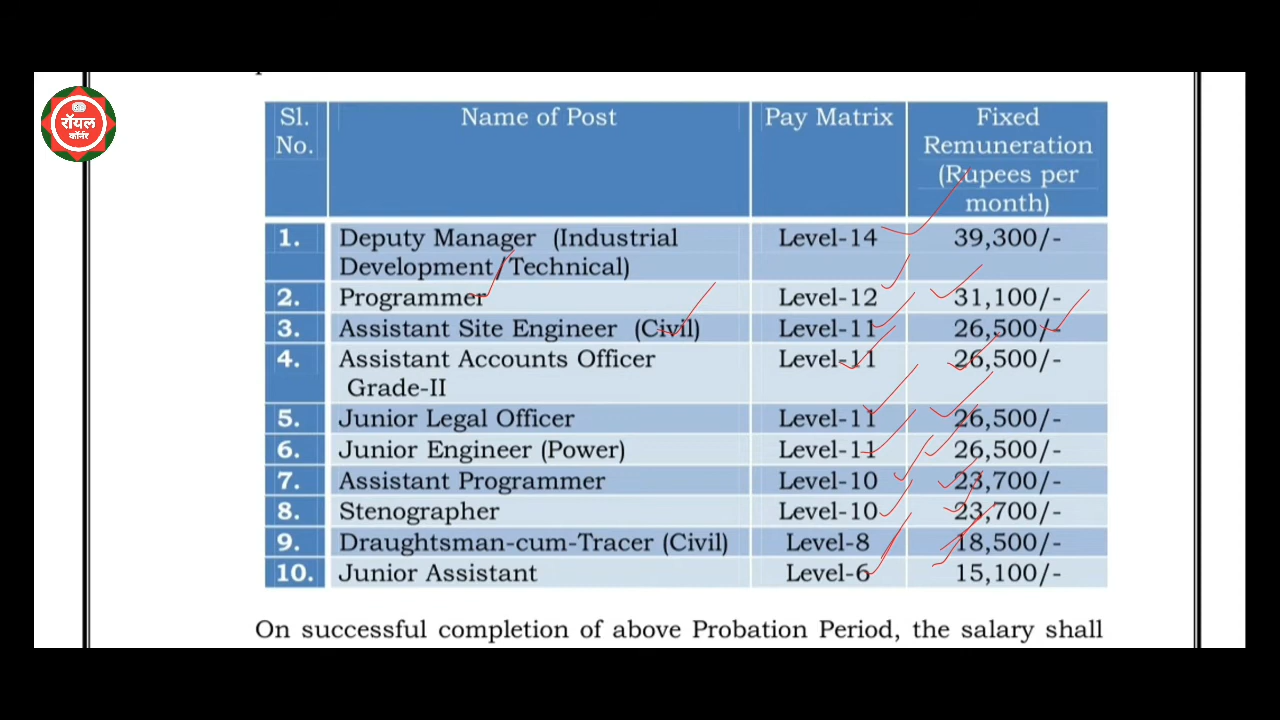 रॉयल
कॉर्नर
Sl. No. Name of Post Pay Matrix Fixed Remuneration (Rupees per month)
1. Deputy Manager (Industrial Development/Technical) Level-14 39,300/-
2. Programmer Level-12 31,100/-
3. Assistant Site Engineer (Civil) Level-11 26,500/-
4. Assistant Accounts Officer Grade-II Level-11 26,500/-
5. Junior Legal Officer Level-11 26,500/-
6. Junior Engineer (Power) Level-11 26,500/-
7. Assistant Programmer Level-10 23,700/-
8. Stenographer Level-10 23,700/-
9. Draughtsman-cum-Tracer (Civil) Level-8 18,500/-
10. Junior Assistant Level-6 15,100/-
On successful completion of above Probation Period, the salary shall